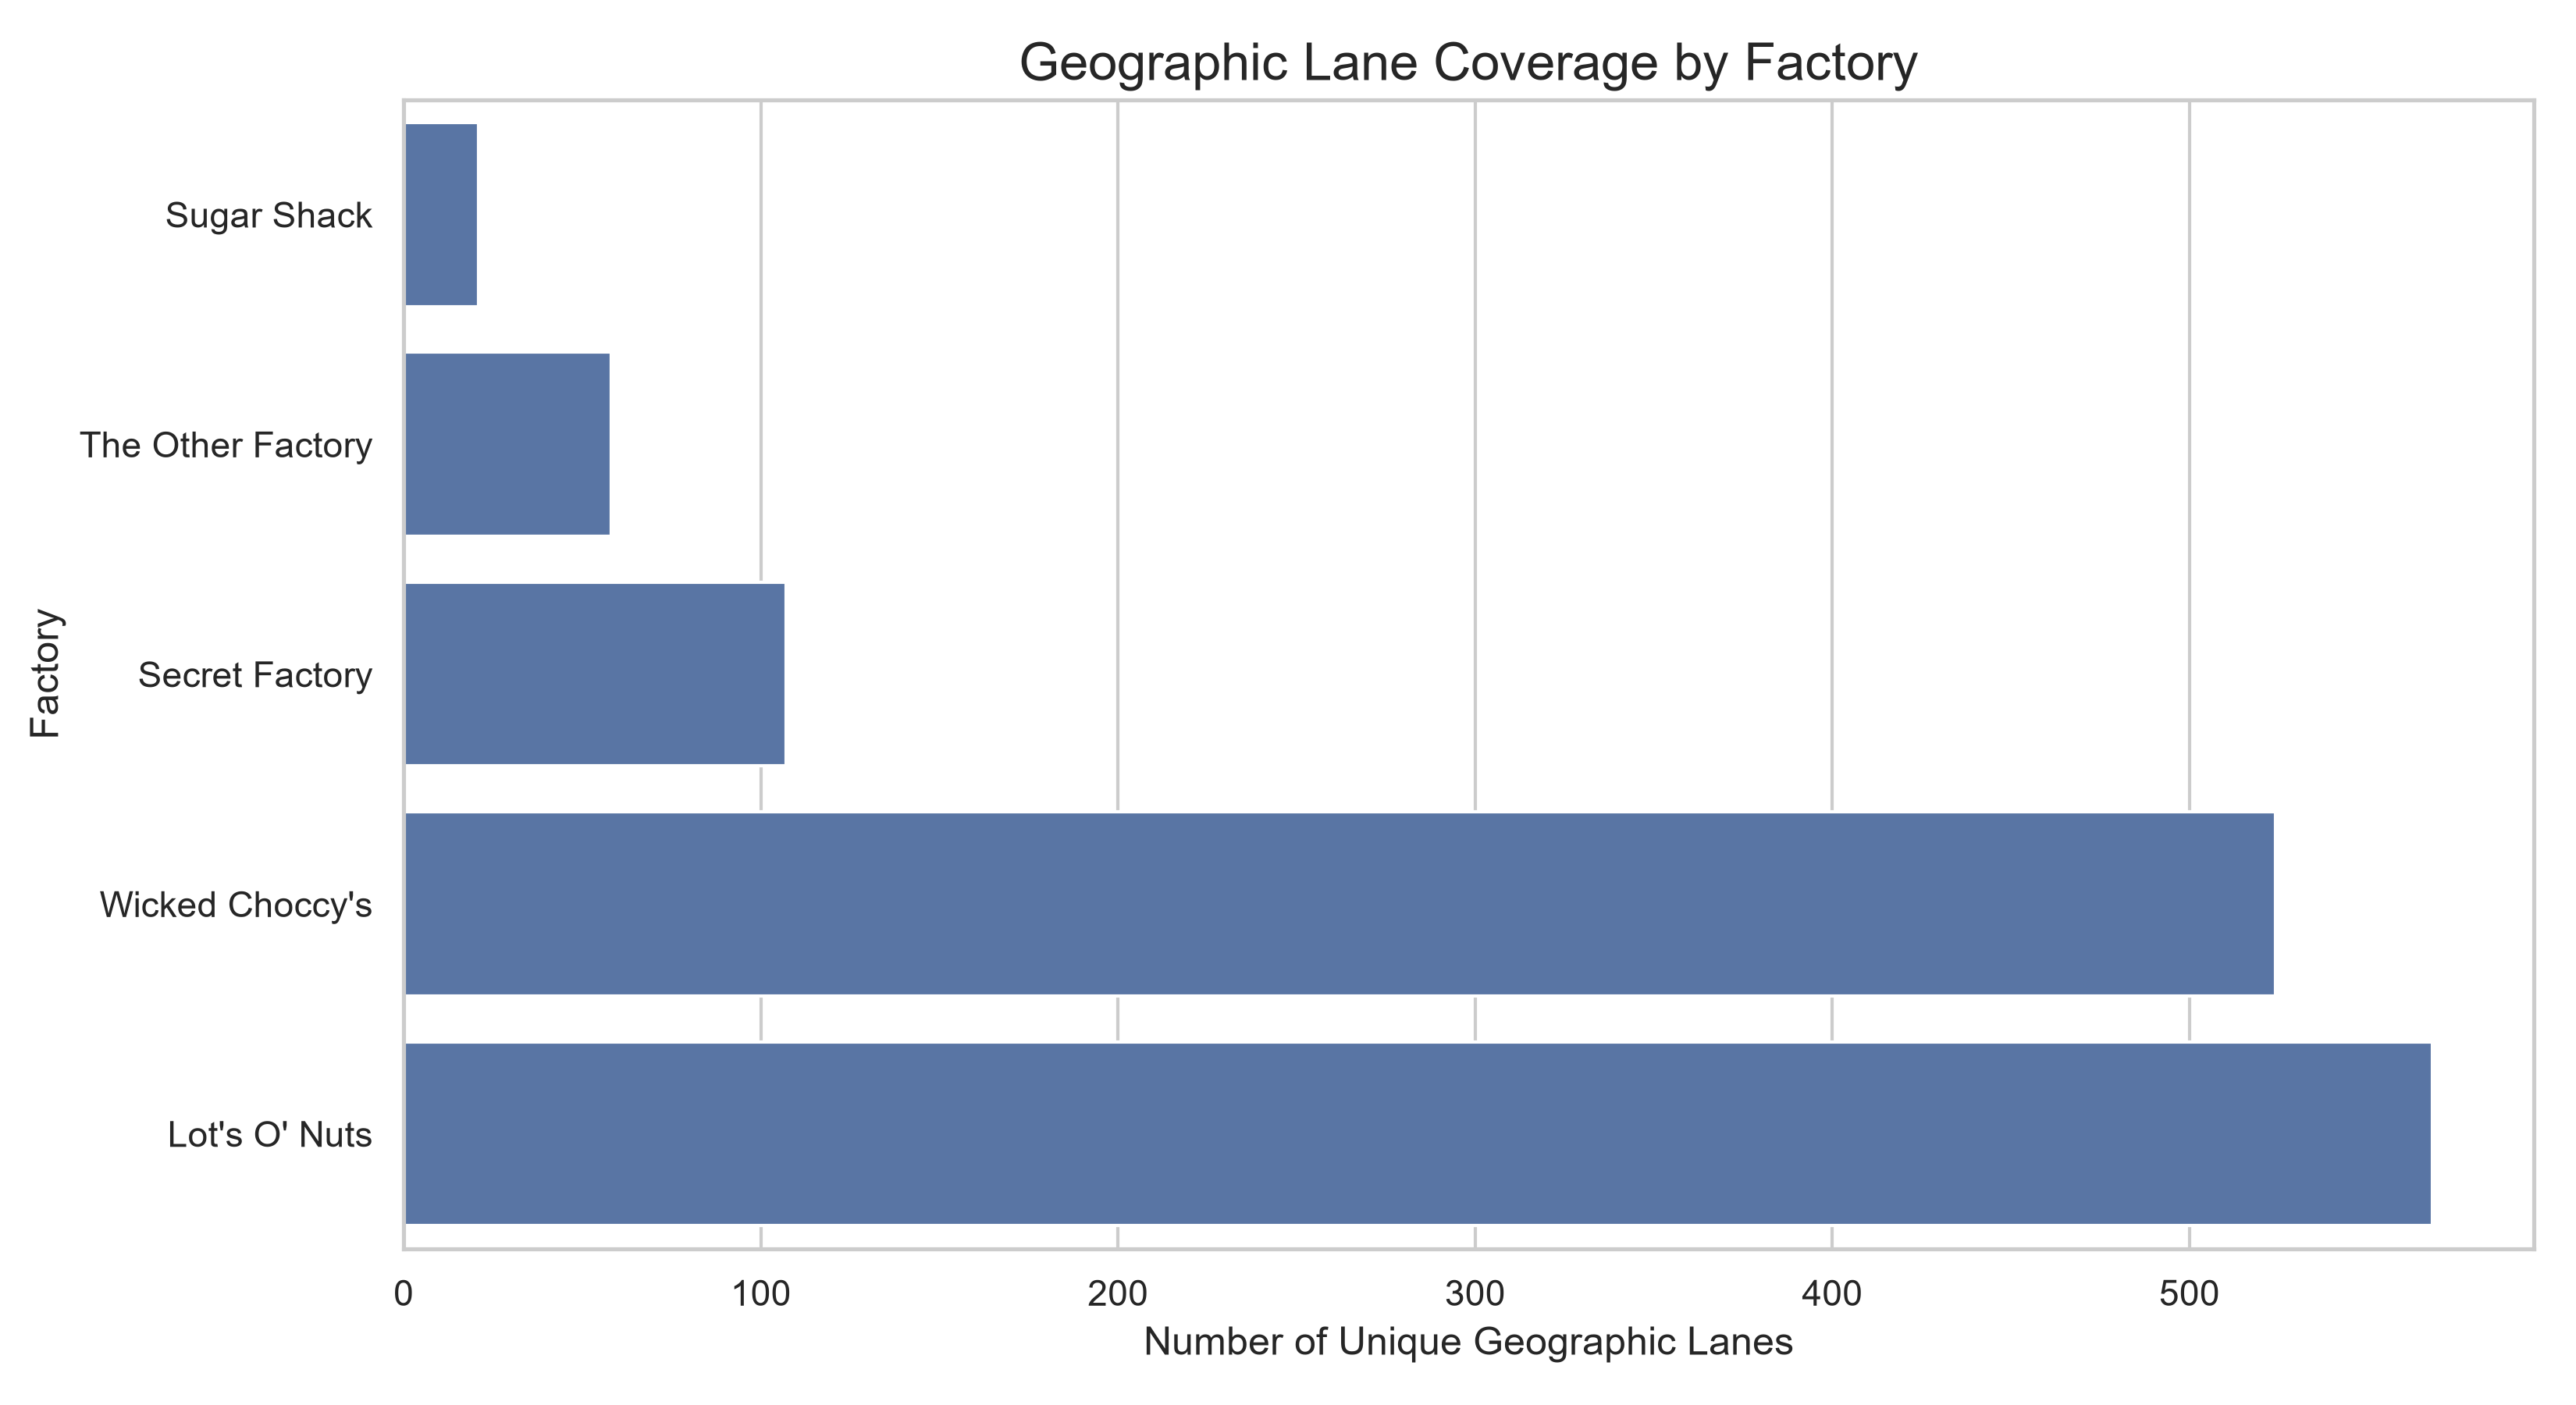 Geographic Lane Coverage by Factory
Factory
Sugar Shack
The Other Factory
Secret Factory
Wicked Choccy's
Lot's O' Nuts
0 100 200 300 400 500
Number of Unique Geographic Lanes